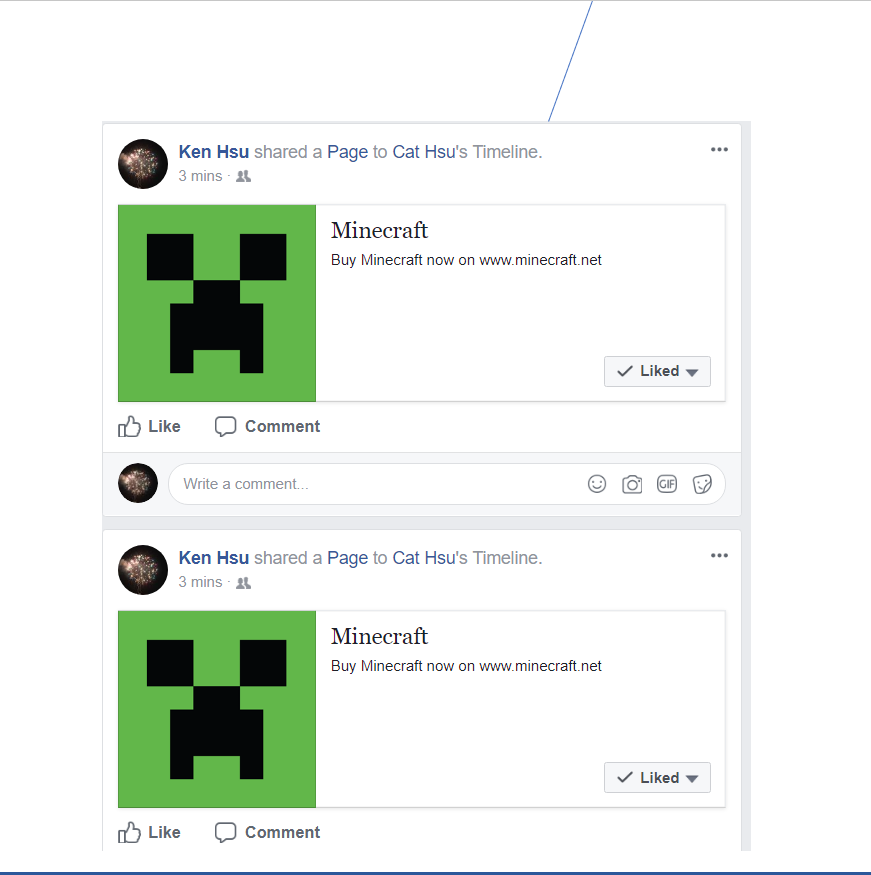 Ken Hsu shared a Page to Cat Hsu's Timeline.
3 mins ·
Minecraft
Buy Minecraft now on www.minecraft.net
Liked
Like Comment
Write a comment...
GIF
Ken Hsu shared a Page to Cat Hsu's Timeline.
3 mins ·
Minecraft
Buy Minecraft now on www.minecraft.net
Liked
Like Comment